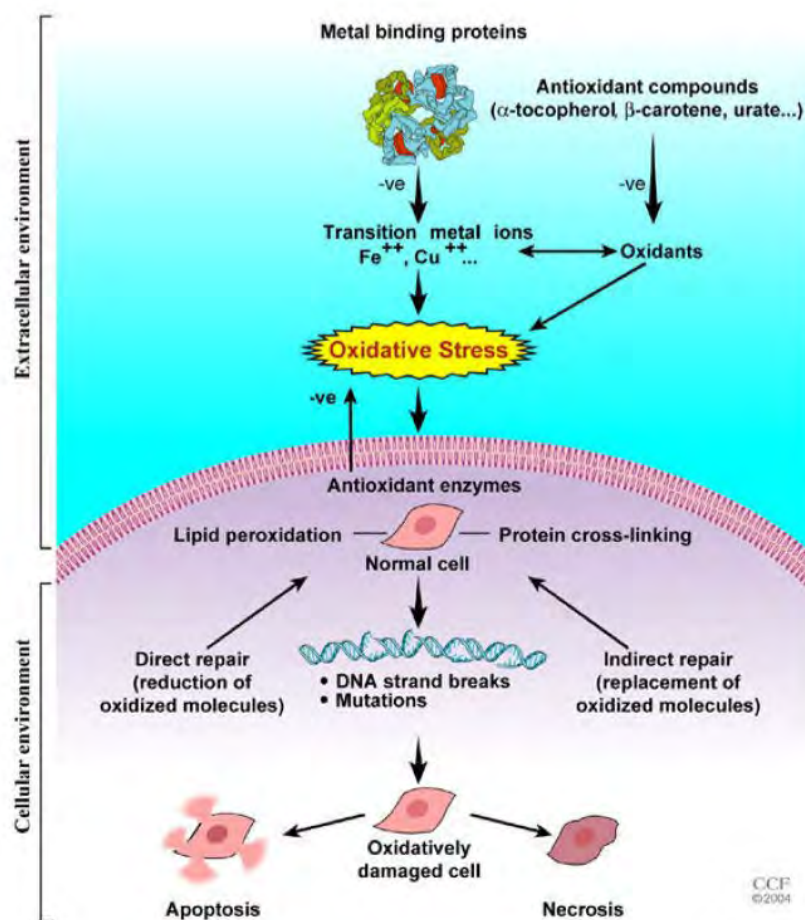 Metal binding proteins
Antioxidant compounds
(α-tocopherol, β-carotene, urate...)
-ve
-ve
Transition metal ions
Fe++, Cu++...
Oxidants
Oxidative Stress
-ve
Extracellular environment
Antioxidant enzymes
Lipid peroxidation
Protein cross-linking
Normal cell
Direct repair
(reduction of
oxidized molecules)
• DNA strand breaks
• Mutations
Indirect repair
(replacement of
oxidized molecules)
Cellular environment
Oxidatively
damaged cell
Apoptosis
Necrosis
CCF
©2004